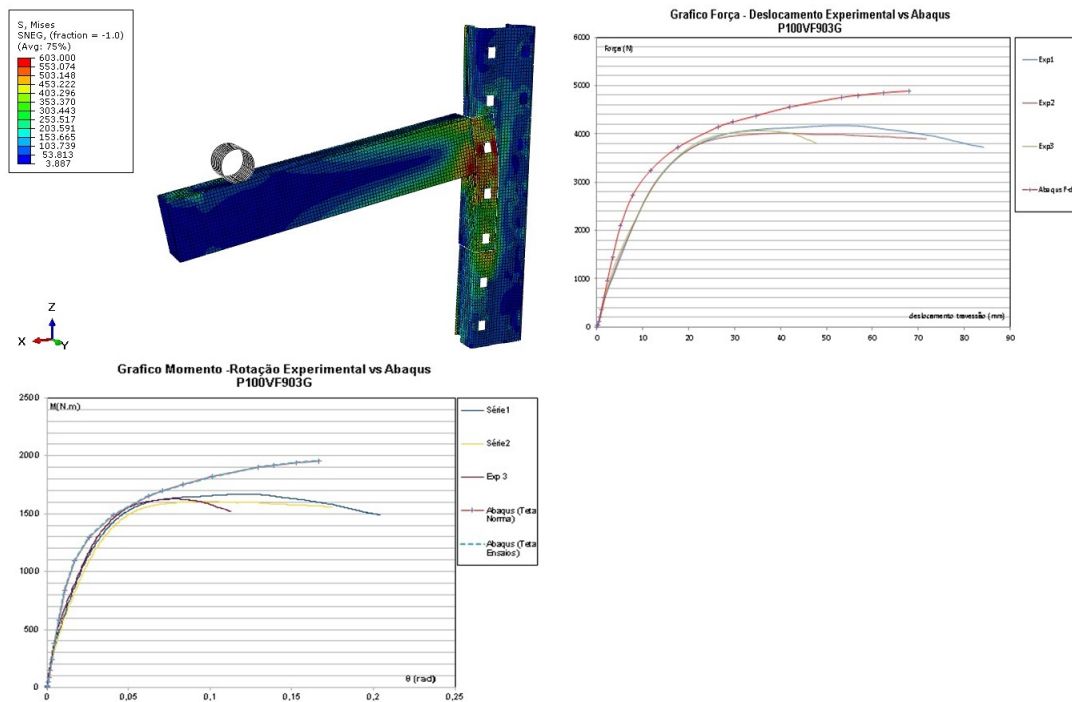 S, Mises
SNEG, (fraction = -1.0)
(Avg: 75%)
603.000
553.074
503.148
453.222
403.296
353.370
303.443
253.517
203.591
153.665
103.739
53.813
3.887
Z
X
Y
Grafico Força - Deslocamento Experimental vs Abaqus
P100VF903G
Força (N)
6000
5000
4000
3000
2000
1000
0
0 10 20 30 40 50 60 70 80 90
deslocamento travessão (mm)
Exp1
Exp2
Exp3
Abaqus F-d
Grafico Momento -Rotação Experimental vs Abaqus
P100VF903G
M(N.m)
2500
2000
1500
1000
500
0
0 0,05 0,1 0,15 0,2 0,25
θ (rad)
Série1
Série2
Exp 3
Abaqus (Teta
Norma)
Abaqus (Teta
Ensaios)